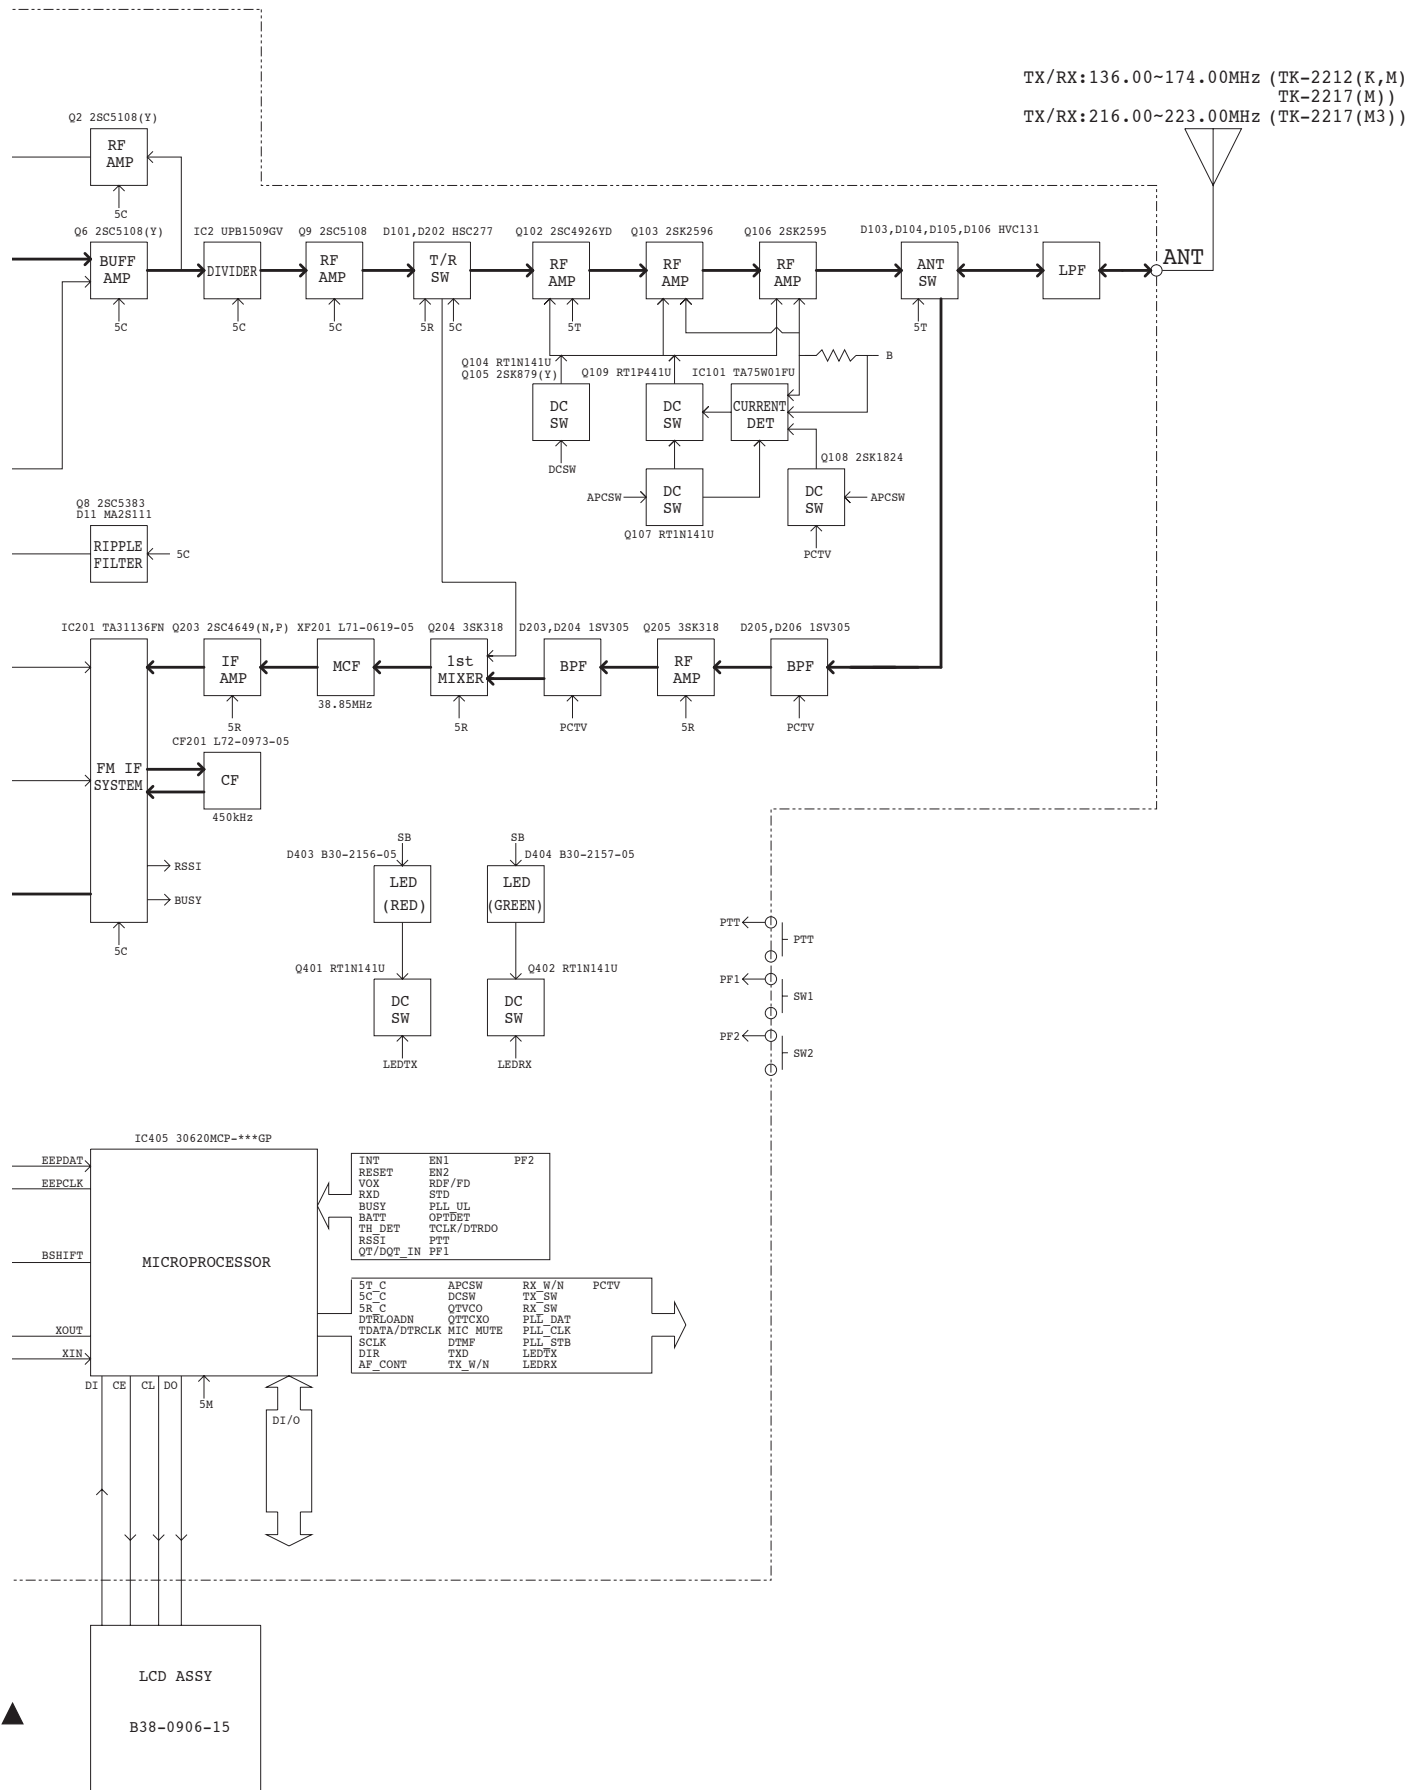 TX/RX:136.00~174.00MHz (TK-2212(K,M)
TK-2217(M))
TX/RX:216.00~223.00MHz (TK-2217(M3))
Q2 2SC5108(Y)
RF
AMP
5C
Q6 2SC5108(Y)
IC2 UPB1509GV
Q9 2SC5108
D101,D202 HSC277
Q102 2SC4926YD
Q103 2SK2596
Q106 2SK2595
D103,D104,D105,D106 HVC131
ANT
BUFF
AMP
DIVIDER
RF
AMP
T/R
SW
RF
AMP
RF
AMP
RF
AMP
ANT
SW
LPF
5C
5C
5C
5R
5C
5T
5T
B
Q104 RT1N141U
Q105 2SK879(Y)
Q109 RT1P441U
IC101 TA75W01FU
DC
SW
DC
SW
CURRENT
DET
DCSW
Q108 2SK1824
APCSW
DC
SW
DC
SW
APCSW
Q107 RT1N141U
PCTV
Q8 2SC5383
D11 MA2S111
RIPPLE
FILTER
5C
IC201 TA31136FN
Q203 2SC4649(N,P)
XF201 L71-0619-05
Q204 3SK318
D203,D204 1SV305
Q205 3SK318
D205,D206 1SV305
IF
AMP
MCF
1st
MIXER
BPF
RF
AMP
BPF
38.85MHz
5R
5R
PCTV
5R
PCTV
CF201 L72-0973-05
FM IF
SYSTEM
CF
450kHz
RSSI
BUSY
5C
SB
SB
D403 B30-2156-05
D404 B30-2157-05
LED
(RED)
LED
(GREEN)
Q401 RT1N141U
Q402 RT1N141U
DC
SW
DC
SW
LEDTX
LEDRX
PTT
PTT
PF1
SW1
PF2
SW2
IC405 30620MCP-***GP
EEPDAT
EEPCLK
BSHIFT
XOUT
XIN
MICROPROCESSOR
INT EN1 PF2
RESET EN2
VOX RDF/FD
RXD STD
BUSY PLL_UL
BATT OPTDET
TH_DET TCLK/DTRDO
RSSI PTT
QT/DQT_IN PF1
5T_C APCSW RX_W/N PCTV
5C_C DCSW TX_SW
5R_C QTVCO RX_SW
DTRLOADN QTTCXO PLL_DAT
TDATA/DTRCLK MIC MUTE PLL_CLK
SCLK DTMF PLL_STB
DIR TXD LEDTX
AF_CONT TX_W/N LEDRX
DI CE CL DO
5M
DI/O
LCD ASSY
B38-0906-15